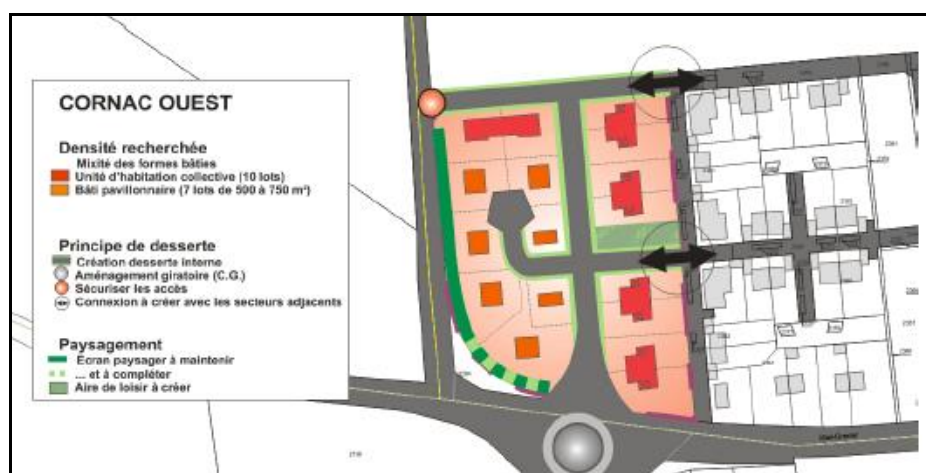 CORNAC OUEST
Densité recherchée
Mixité des formes bâties
Unité d'habitation collective (10 lots)
Bâti pavillonnaire (7 lots de 500 à 750 m²)
Principe de desserte
Création desserte interne
Aménagement giratoire (C.G.)
Sécuriser les accès
Connexion à créer avec les secteurs adjacents
Paysagement
Ecran paysager à maintenir
... et à compléter
Aire de loisir à créer